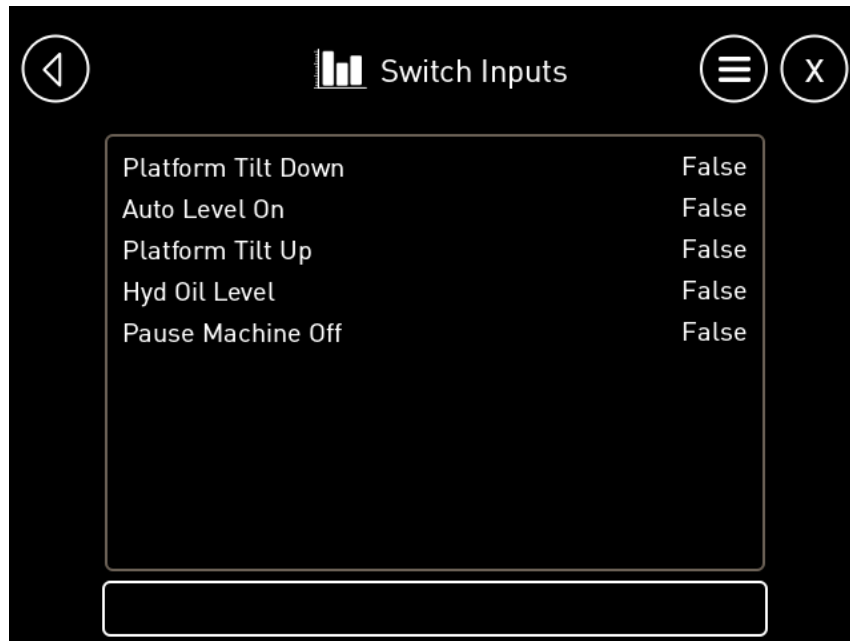 Switch Inputs
X
Platform Tilt Down False
Auto Level On False
Platform Tilt Up False
Hyd Oil Level False
Pause Machine Off False